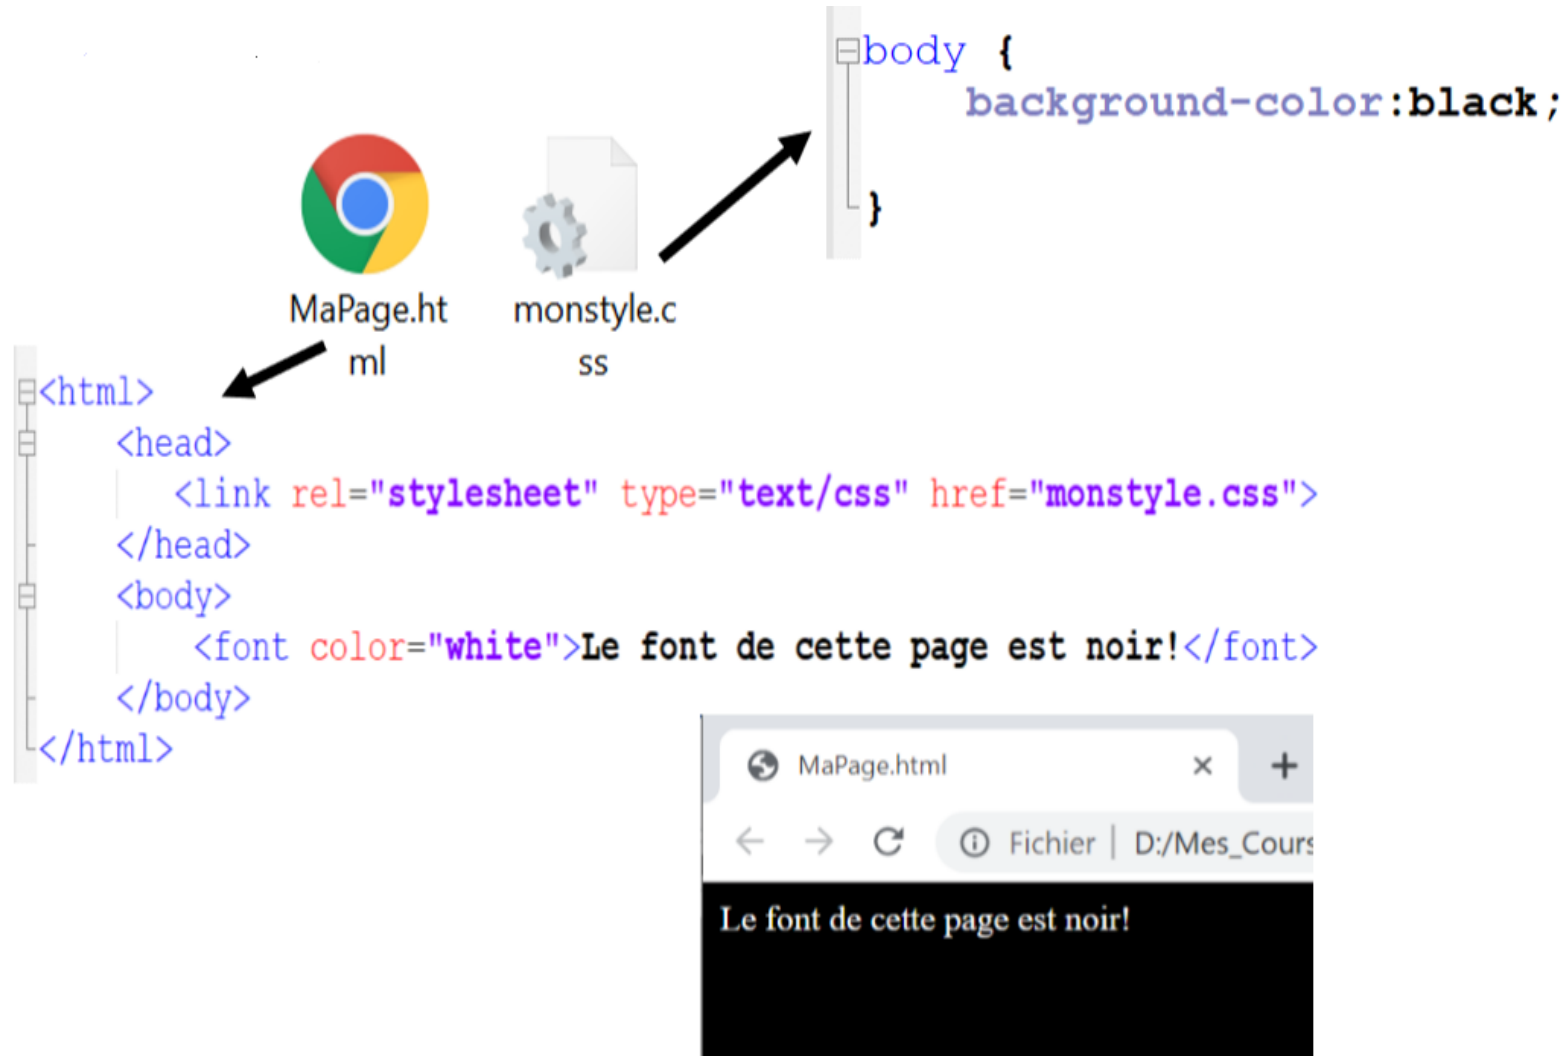 body {
background-color:black;
}
MaPage.ht
ml
monstyle.c
ss
<html>
<head>
<link rel="stylesheet" type="text/css" href="monstyle.css">
</head>
<body>
<font color="white">Le font de cette page est noir!</font>
</body>
</html>
MaPage.html
Fichier | D:/Mes_Cours
Le font de cette page est noir!